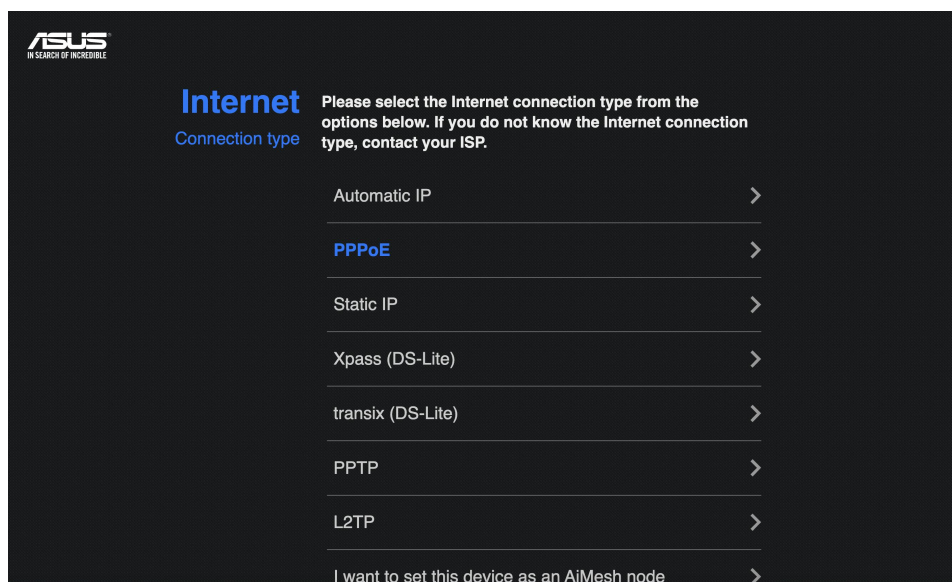 ASUS
IN SEARCH OF INCREDIBLE
Internet
Connection type
Please select the Internet connection type from the
options below. If you do not know the Internet connection
type, contact your ISP.
Automatic IP
PPPoE
Static IP
Xpass (DS-Lite)
transix (DS-Lite)
PPTP
L2TP
I want to set this device as an AiMesh node